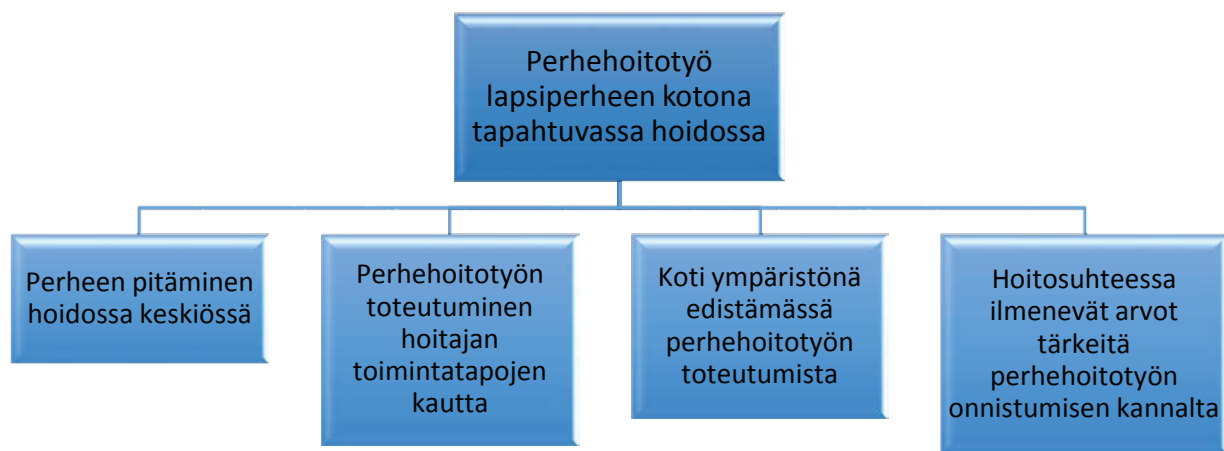 Perhehoitotyö
lapsiperheen kotona
tapahtuvassa hoidossa
Perheen pitäminen
hoidossa keskiössä
Perhehoitotyön
toteutuminen
hoitajan
toimintatapojen
kautta
Koti ympäristönä
edistämässä
perhehoitotyön
toteutumista
Hoitosuhteessa
ilmenevät arvot
tärkeitä
perhehoitotyön
onnistumisen kannalta